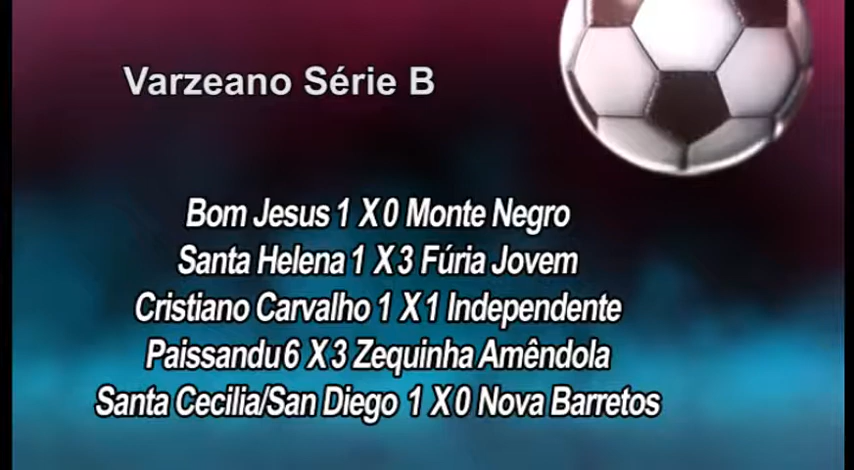 Varzeano Série B
Bom Jesus 1 X 0 Monte Negro
Santa Helena 1 X 3 Fúria Jovem
Cristiano Carvalho 1 X 1 Independente
Paissandu 6 X 3 Zequinha Amêndola
Santa Cecilia/San Diego 1 X 0 Nova Barretos